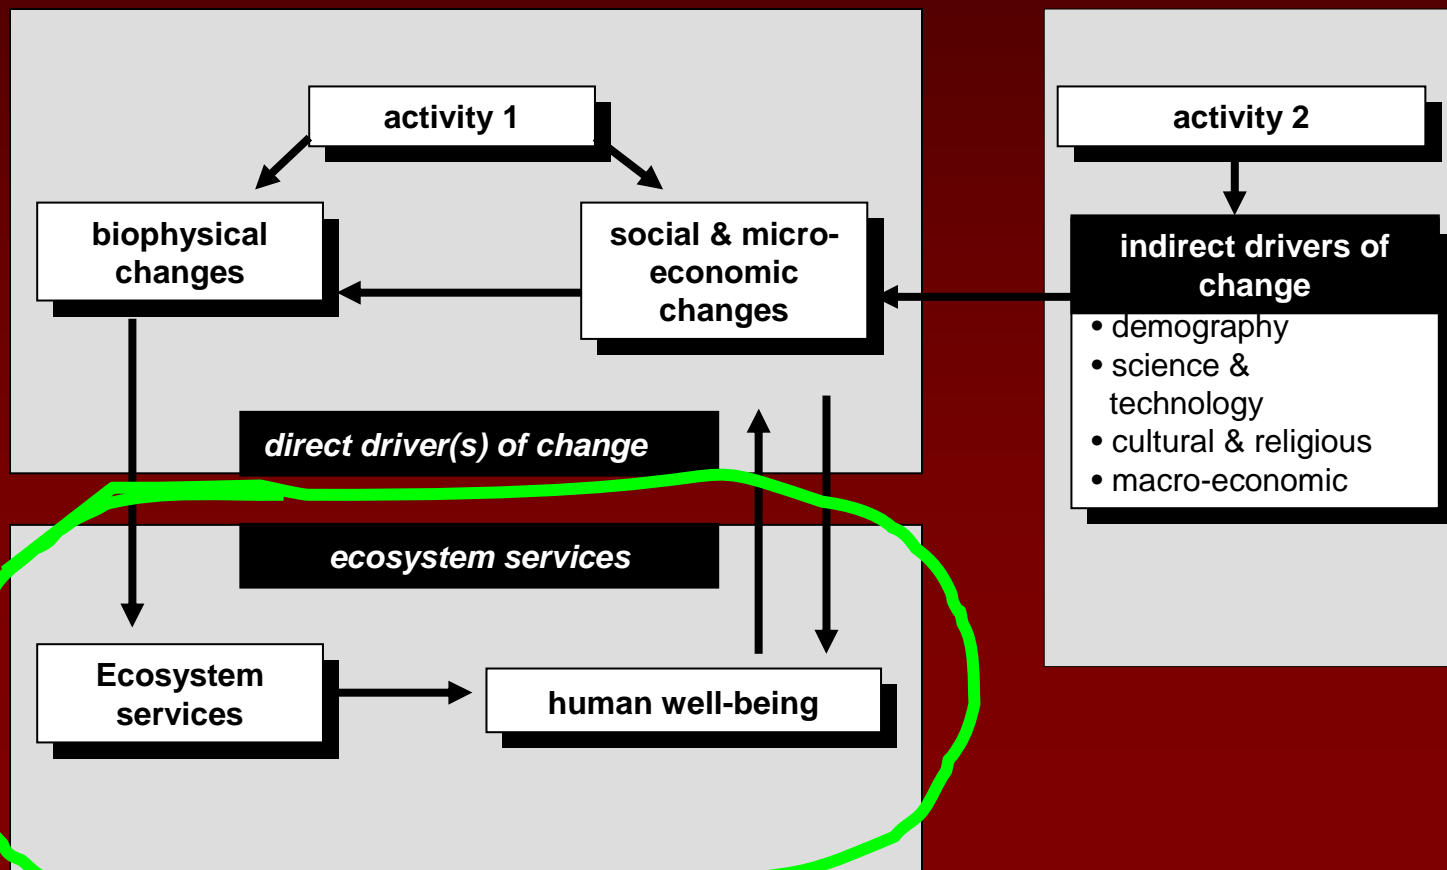 activity 1
activity 2
biophysical
changes
social & micro-
economic
changes
indirect drivers of
change
• demography
• science &
technology
• cultural & religious
• macro-economic
direct driver(s) of change
ecosystem services
Ecosystem
services
human well-being